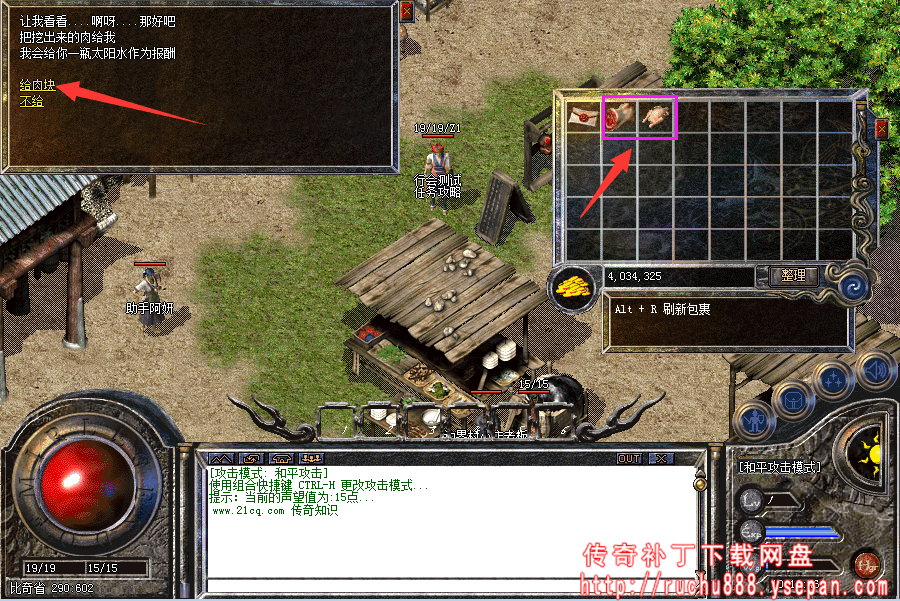 让我看看....啊呀....那好吧
把挖出来的肉给我
我会给你一瓶太阳水作为报酬
给卤块
不给
19/19/Z1
行会测试
任务攻略
助手阿妍
4,034,325
整理
Alt + R 刷新包裹
15/15
OUT
[攻击模式: 和平攻击]
使用组合快捷键 CTRL-H 更改攻击模式...
提示: 当前的声望值为:15点...
www.21cq.com 传奇知识
[和平攻击模式]
Exp
19/19
15/15
比奇省 290:602
传奇补丁下载网盘
http://ruchu888.ysepan.com